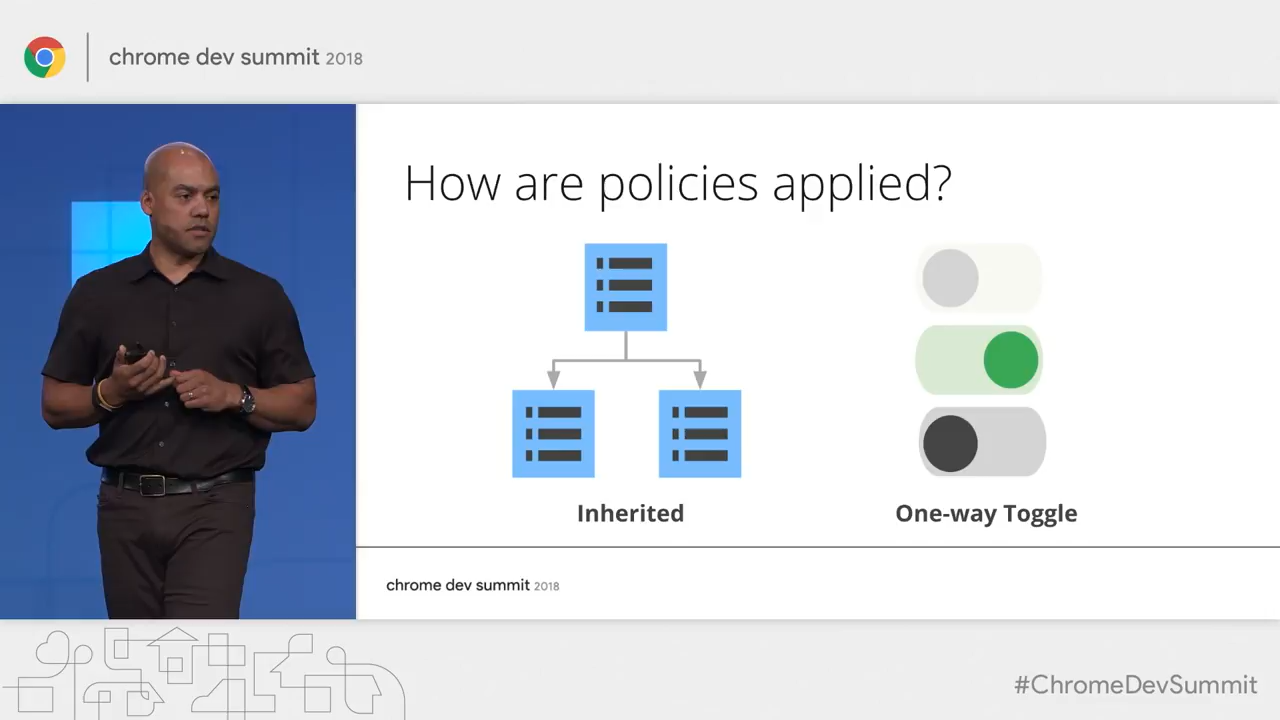 chrome dev summit 2018
How are policies applied?
Inherited
One-way Toggle
chrome dev summit 2018
#ChromeDevSummit